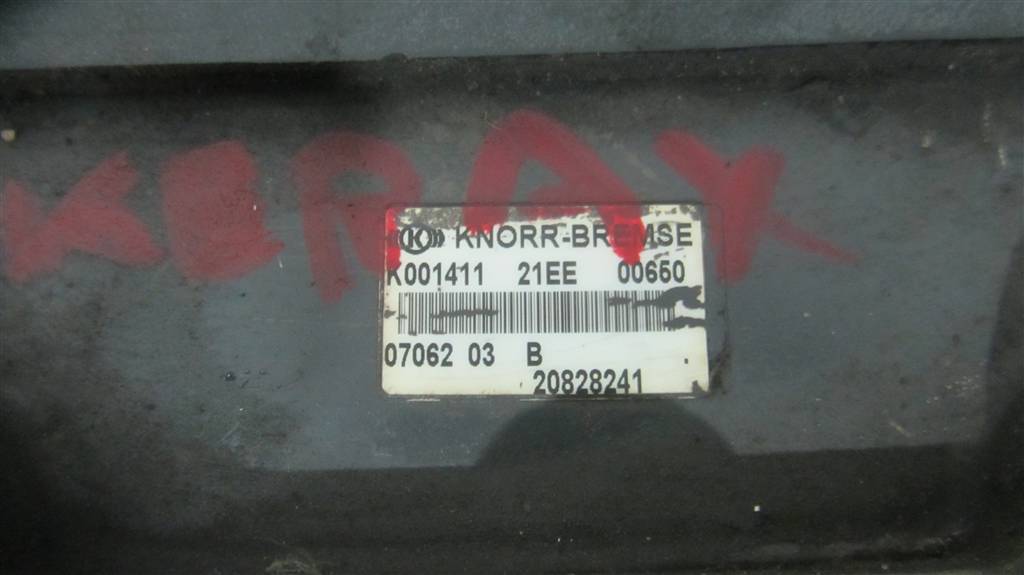 KERAX
KNORR-BREMSE
K001411 21EE 00650
07062 03 B
20828241